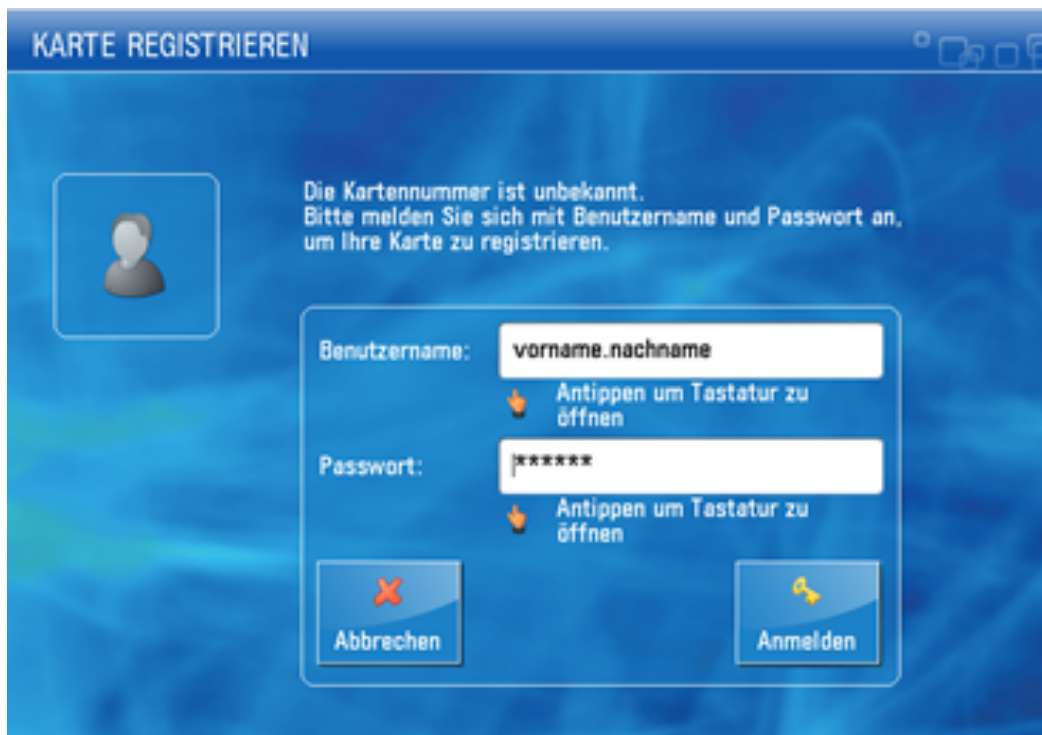 KARTE REGISTRIEREN
Die Kartennummer ist unbekannt.
Bitte melden Sie sich mit Benutzername und Passwort an,
um Ihre Karte zu registrieren.
Benutzername:
vorname.nachname
Antippen um Tastatur zu
öffnen
Passwort:
******
Antippen um Tastatur zu
öffnen
Abbrechen
Anmelden